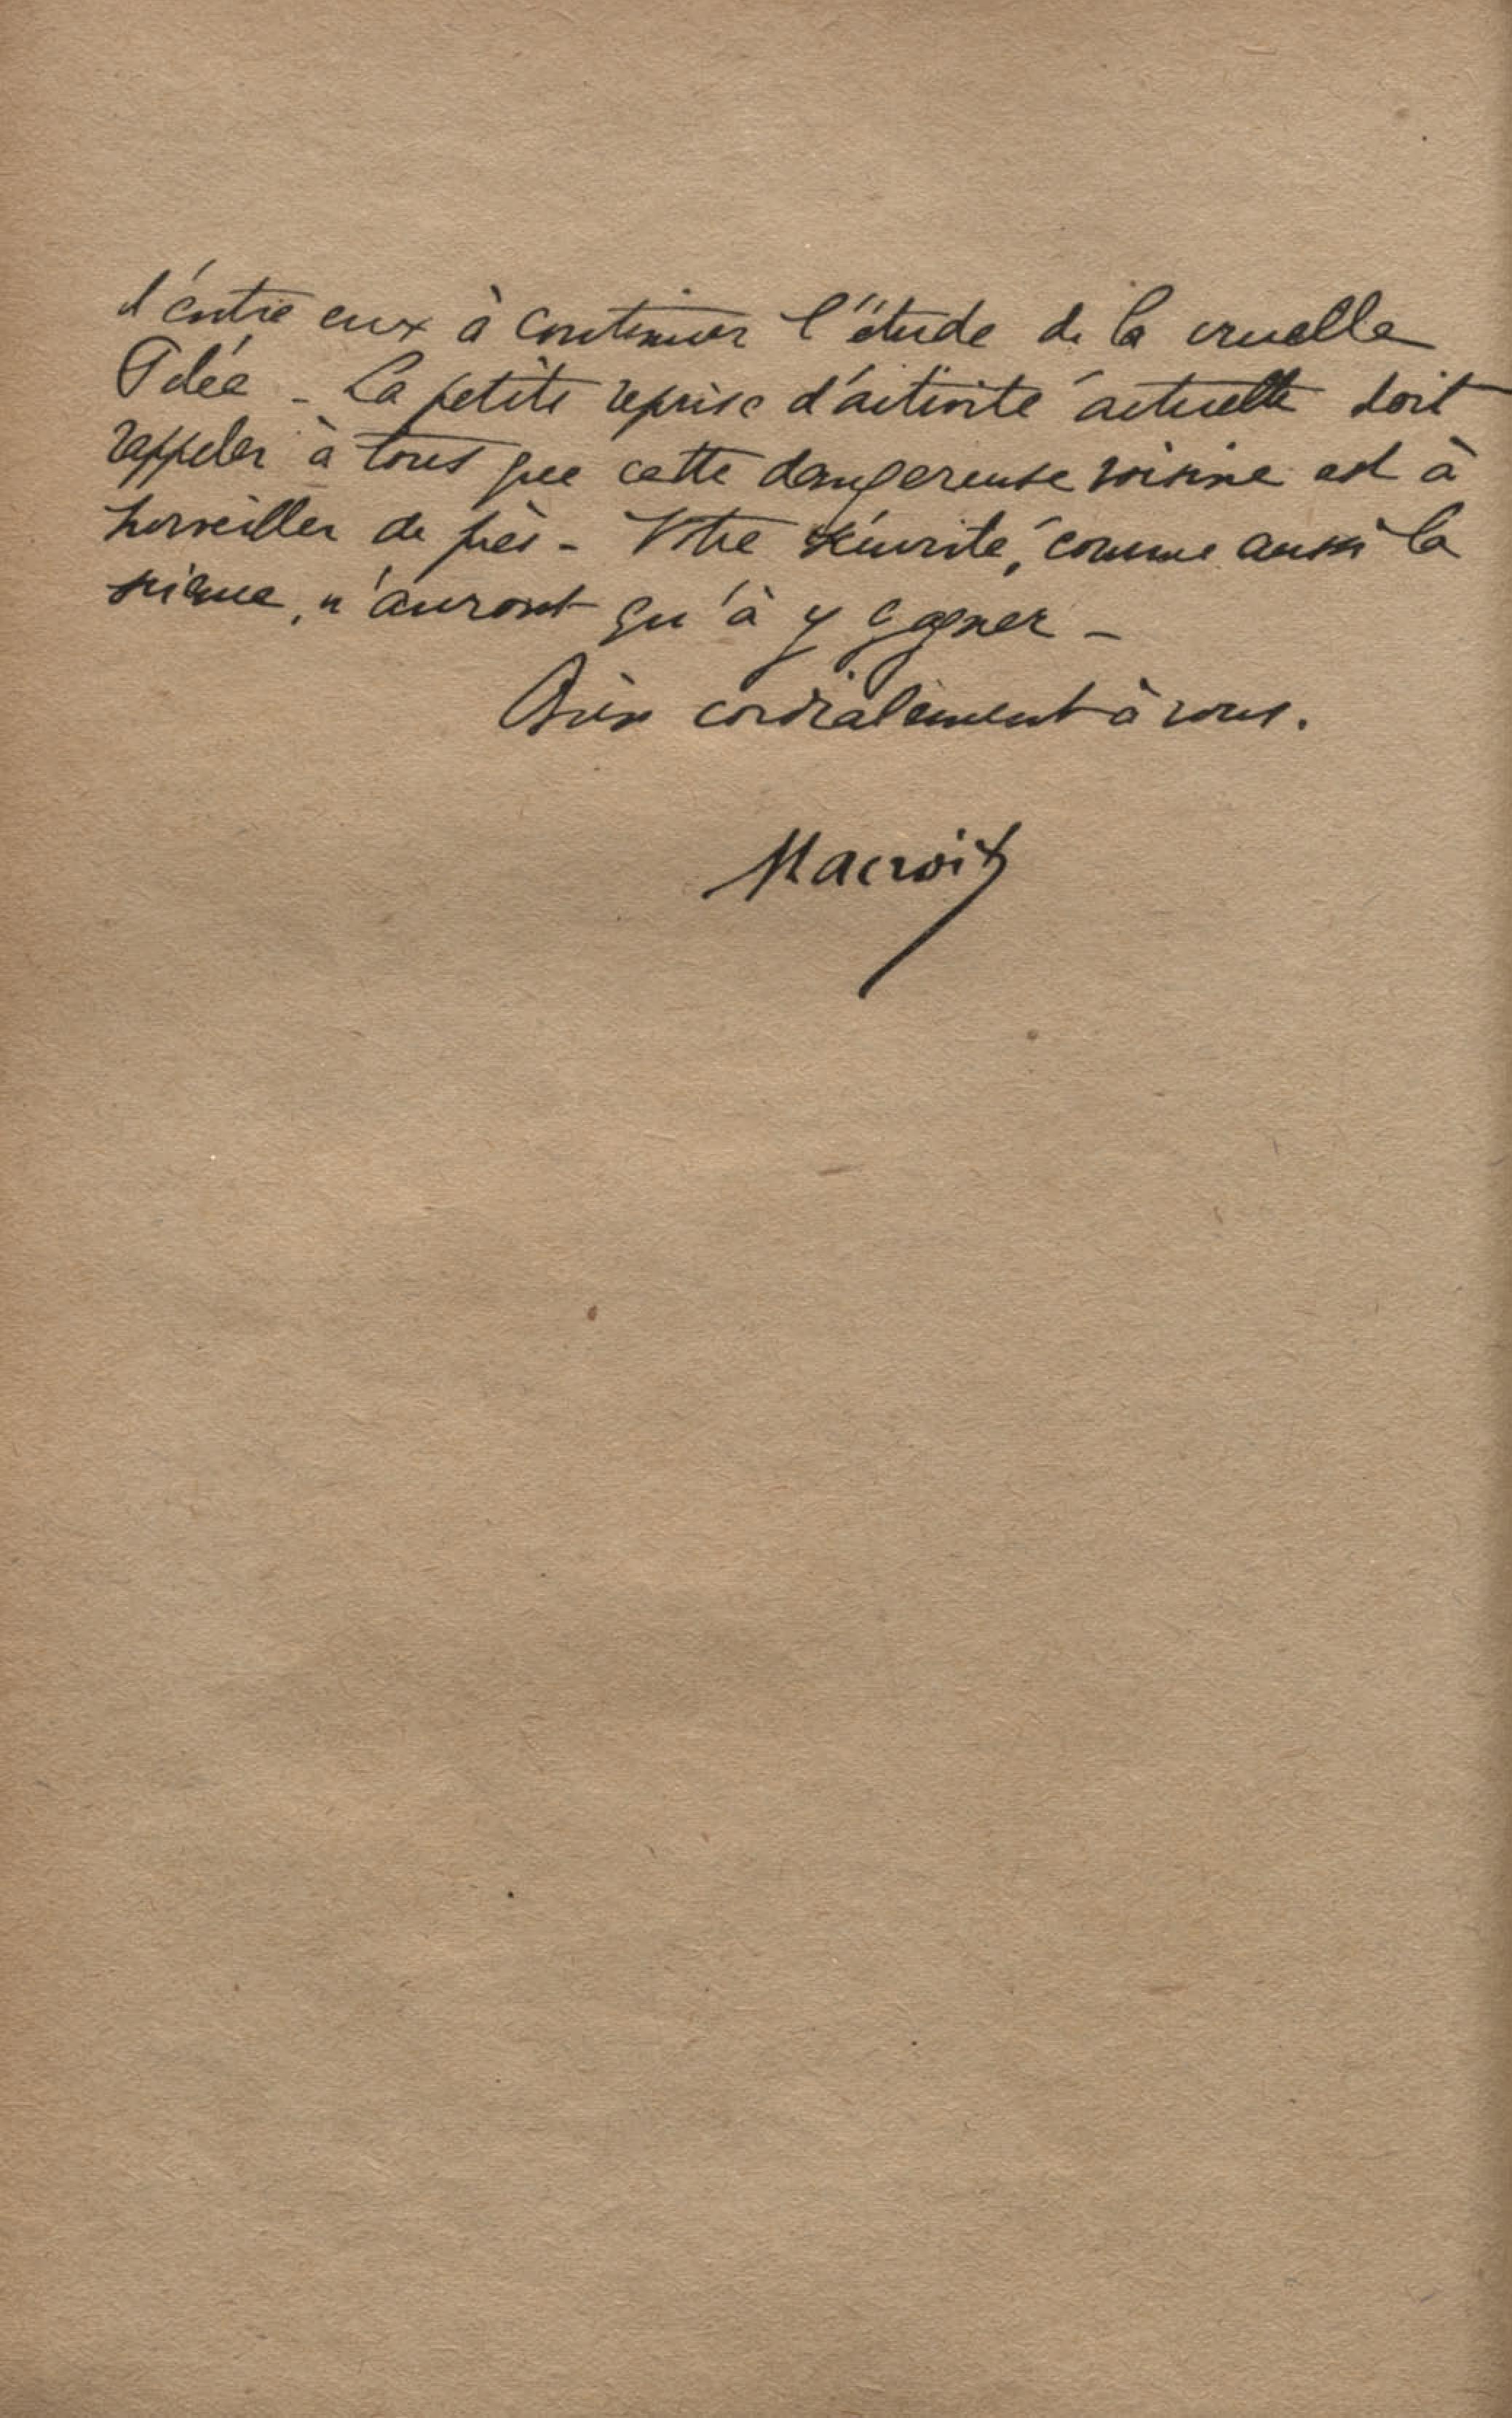 d'entre eux à continuer l'étude de la cruelle
Pelée - La petite reprise d'activité actuelle doit
rappeler à tous que cette dangereuse voisine est à
surveiller de près - Votre sécurité, comme aussi la
science, n'auront qu'à y gagner -
Bien cordialement à vous.